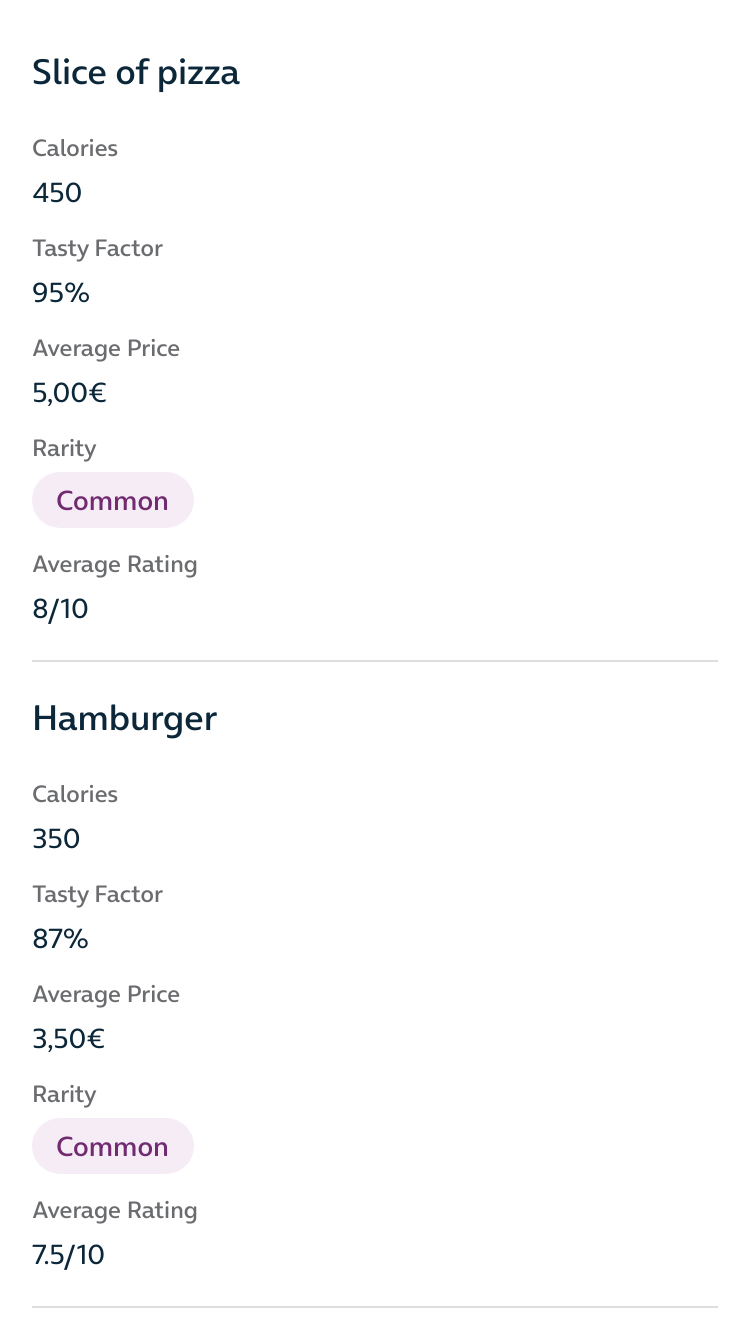 Slice of pizza
Calories
450
Tasty Factor
95%
Average Price
5,00€
Rarity
Common
Average Rating
8/10
Hamburger
Calories
350
Tasty Factor
87%
Average Price
3,50€
Rarity
Common
Average Rating
7.5/10